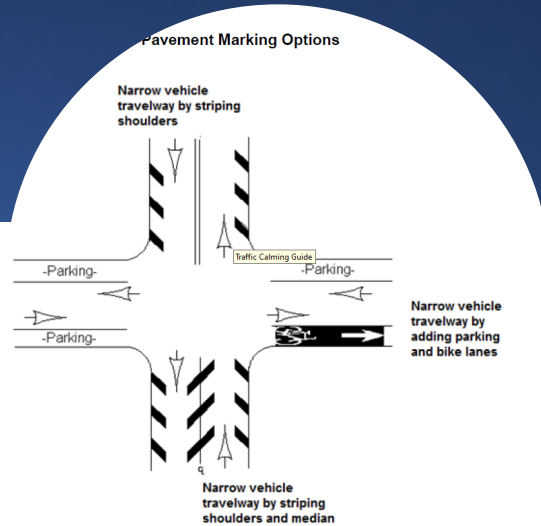 Pavement Marking Options
Narrow vehicle
travelway by striping
shoulders
Traffic Calming Guide
-Parking-
-Parking-
-Parking-
Narrow vehicle
travelway by
adding parking
and bike lanes
Narrow vehicle
travelway by striping
shoulders and median